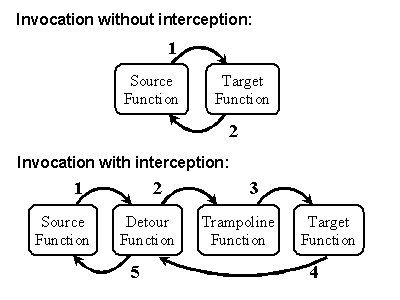 Invocation without interception:
1
Source Target
Function Function
2
Invocation with interception:
1 2 3
Source Detour Trampoline Target
Function Function Function Function
5 4